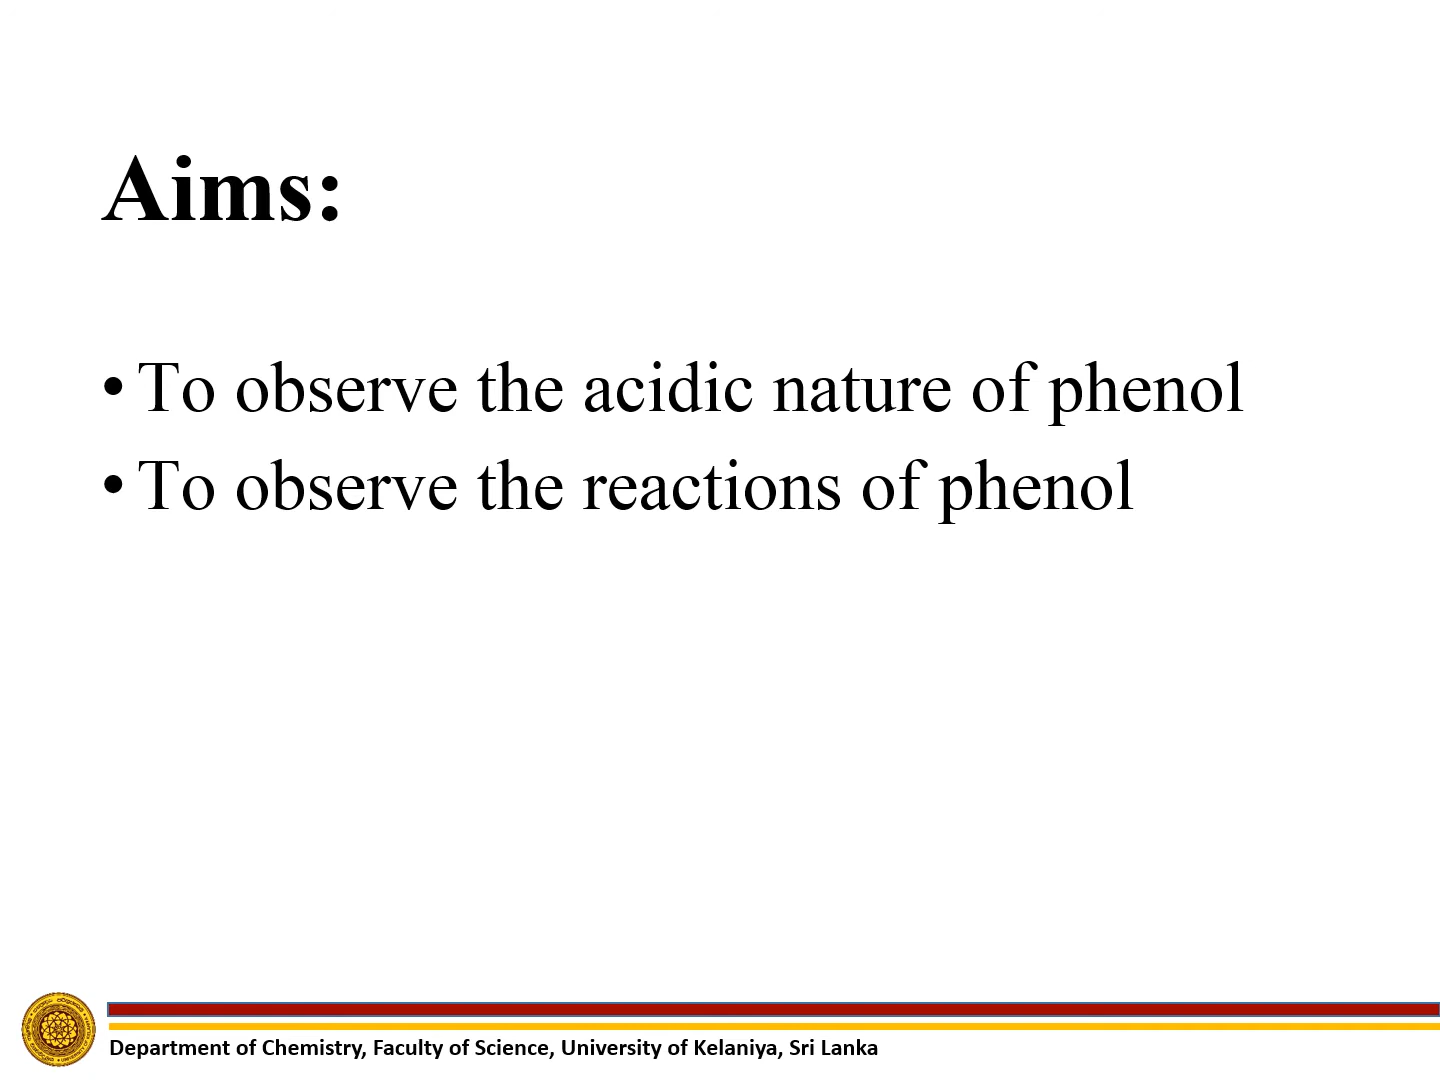 Aims:
• To observe the acidic nature of phenol
• To observe the reactions of phenol
Department of Chemistry, Faculty of Science, University of Kelaniya, Sri Lanka